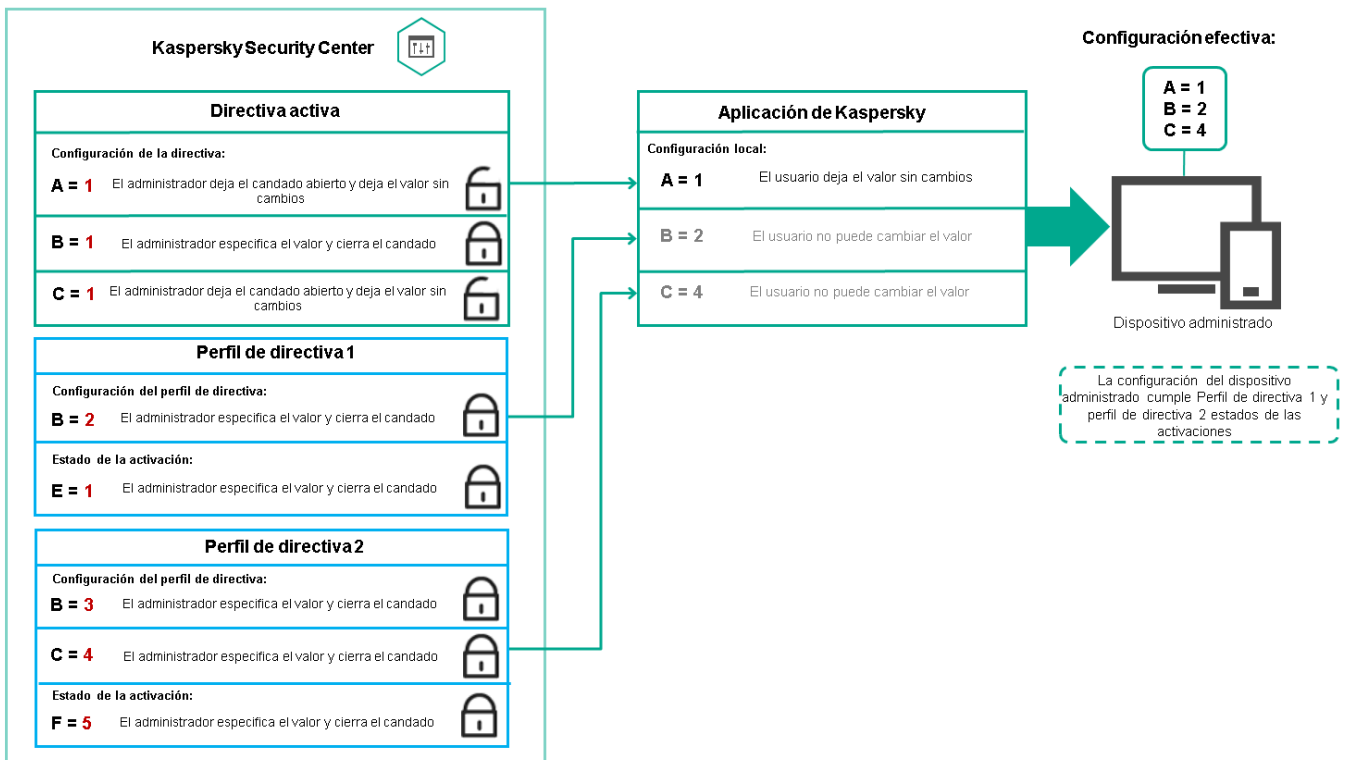 Kaspersky Security Center
Directiva activa
Configuración de la directiva:
A = 1 El administrador deja el candado abierto y deja el valor sin
cambios
B = 1 El administrador especifica el valor y cierra el candado
C = 1 El administrador deja el candado abierto y deja el valor sin
cambios
Perfil de directiva 1
Configuración del perfil de directiva:
B = 2 El administrador especifica el valor y cierra el candado
Estado de la activación:
E = 1 El administrador especifica el valor y cierra el candado
Perfil de directiva 2
Configuración del perfil de directiva:
B = 3 El administrador especifica el valor y cierra el candado
C = 4 El administrador especifica el valor y cierra el candado
Estado de la activación:
F = 5 El administrador especifica el valor y cierra el candado
Aplicación de Kaspersky
Configuración local:
A = 1 El usuario deja el valor sin cambios
B = 2 El usuario no puede cambiar el valor
C = 4 El usuario no puede cambiar el valor
Configuración efectiva:
A = 1
B = 2
C = 4
Dispositivo administrado
La configuración del dispositivo
administrado cumple Perfil de directiva 1 y
perfil de directiva 2 estados de las
activaciones